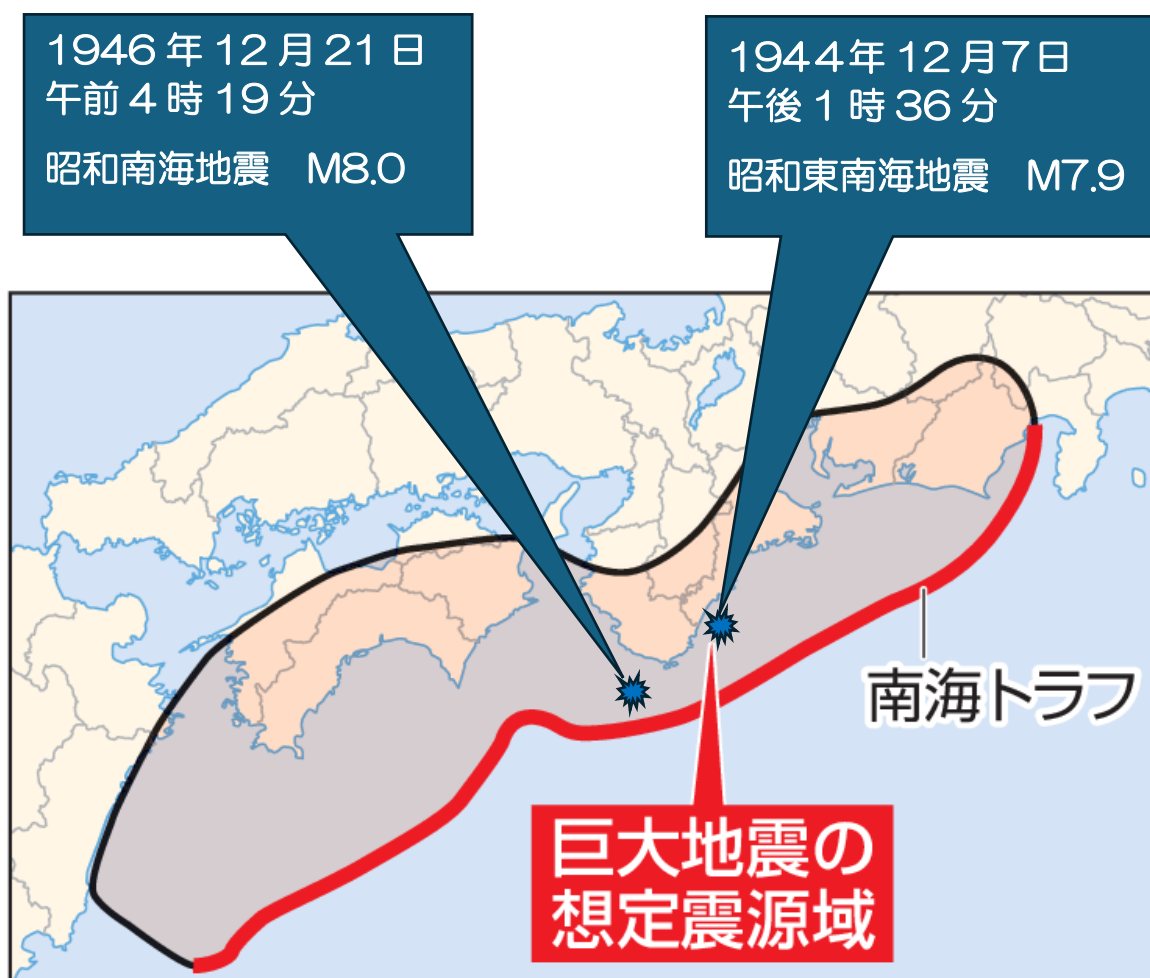 1946年12月21日
午前4時19分
昭和南海地震　M8.0
1944年12月7日
午後1時36分
昭和東南海地震　M7.9
南海トラフ
巨大地震の
想定震源域